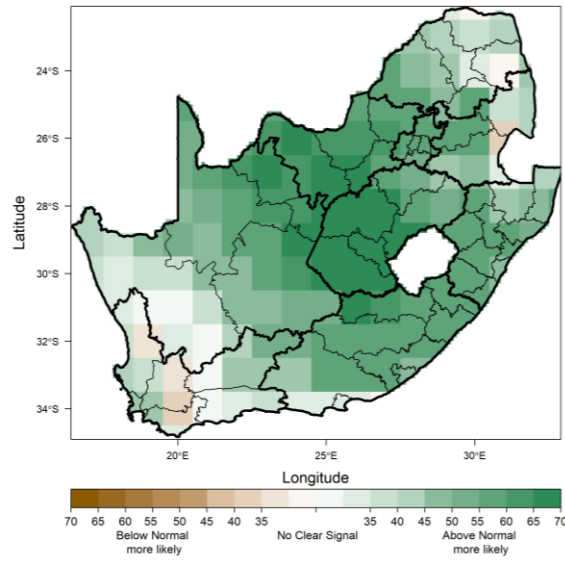 24°S
26°S
28°S
30°S
32°S
34°S
Latitude
20°E 25°E 30°E
Longitude
70 65 60 55 50 45 40 35 35 40 45 50 55 60 65 70
Below Normal No Clear Signal Above Normal
more likely more likely